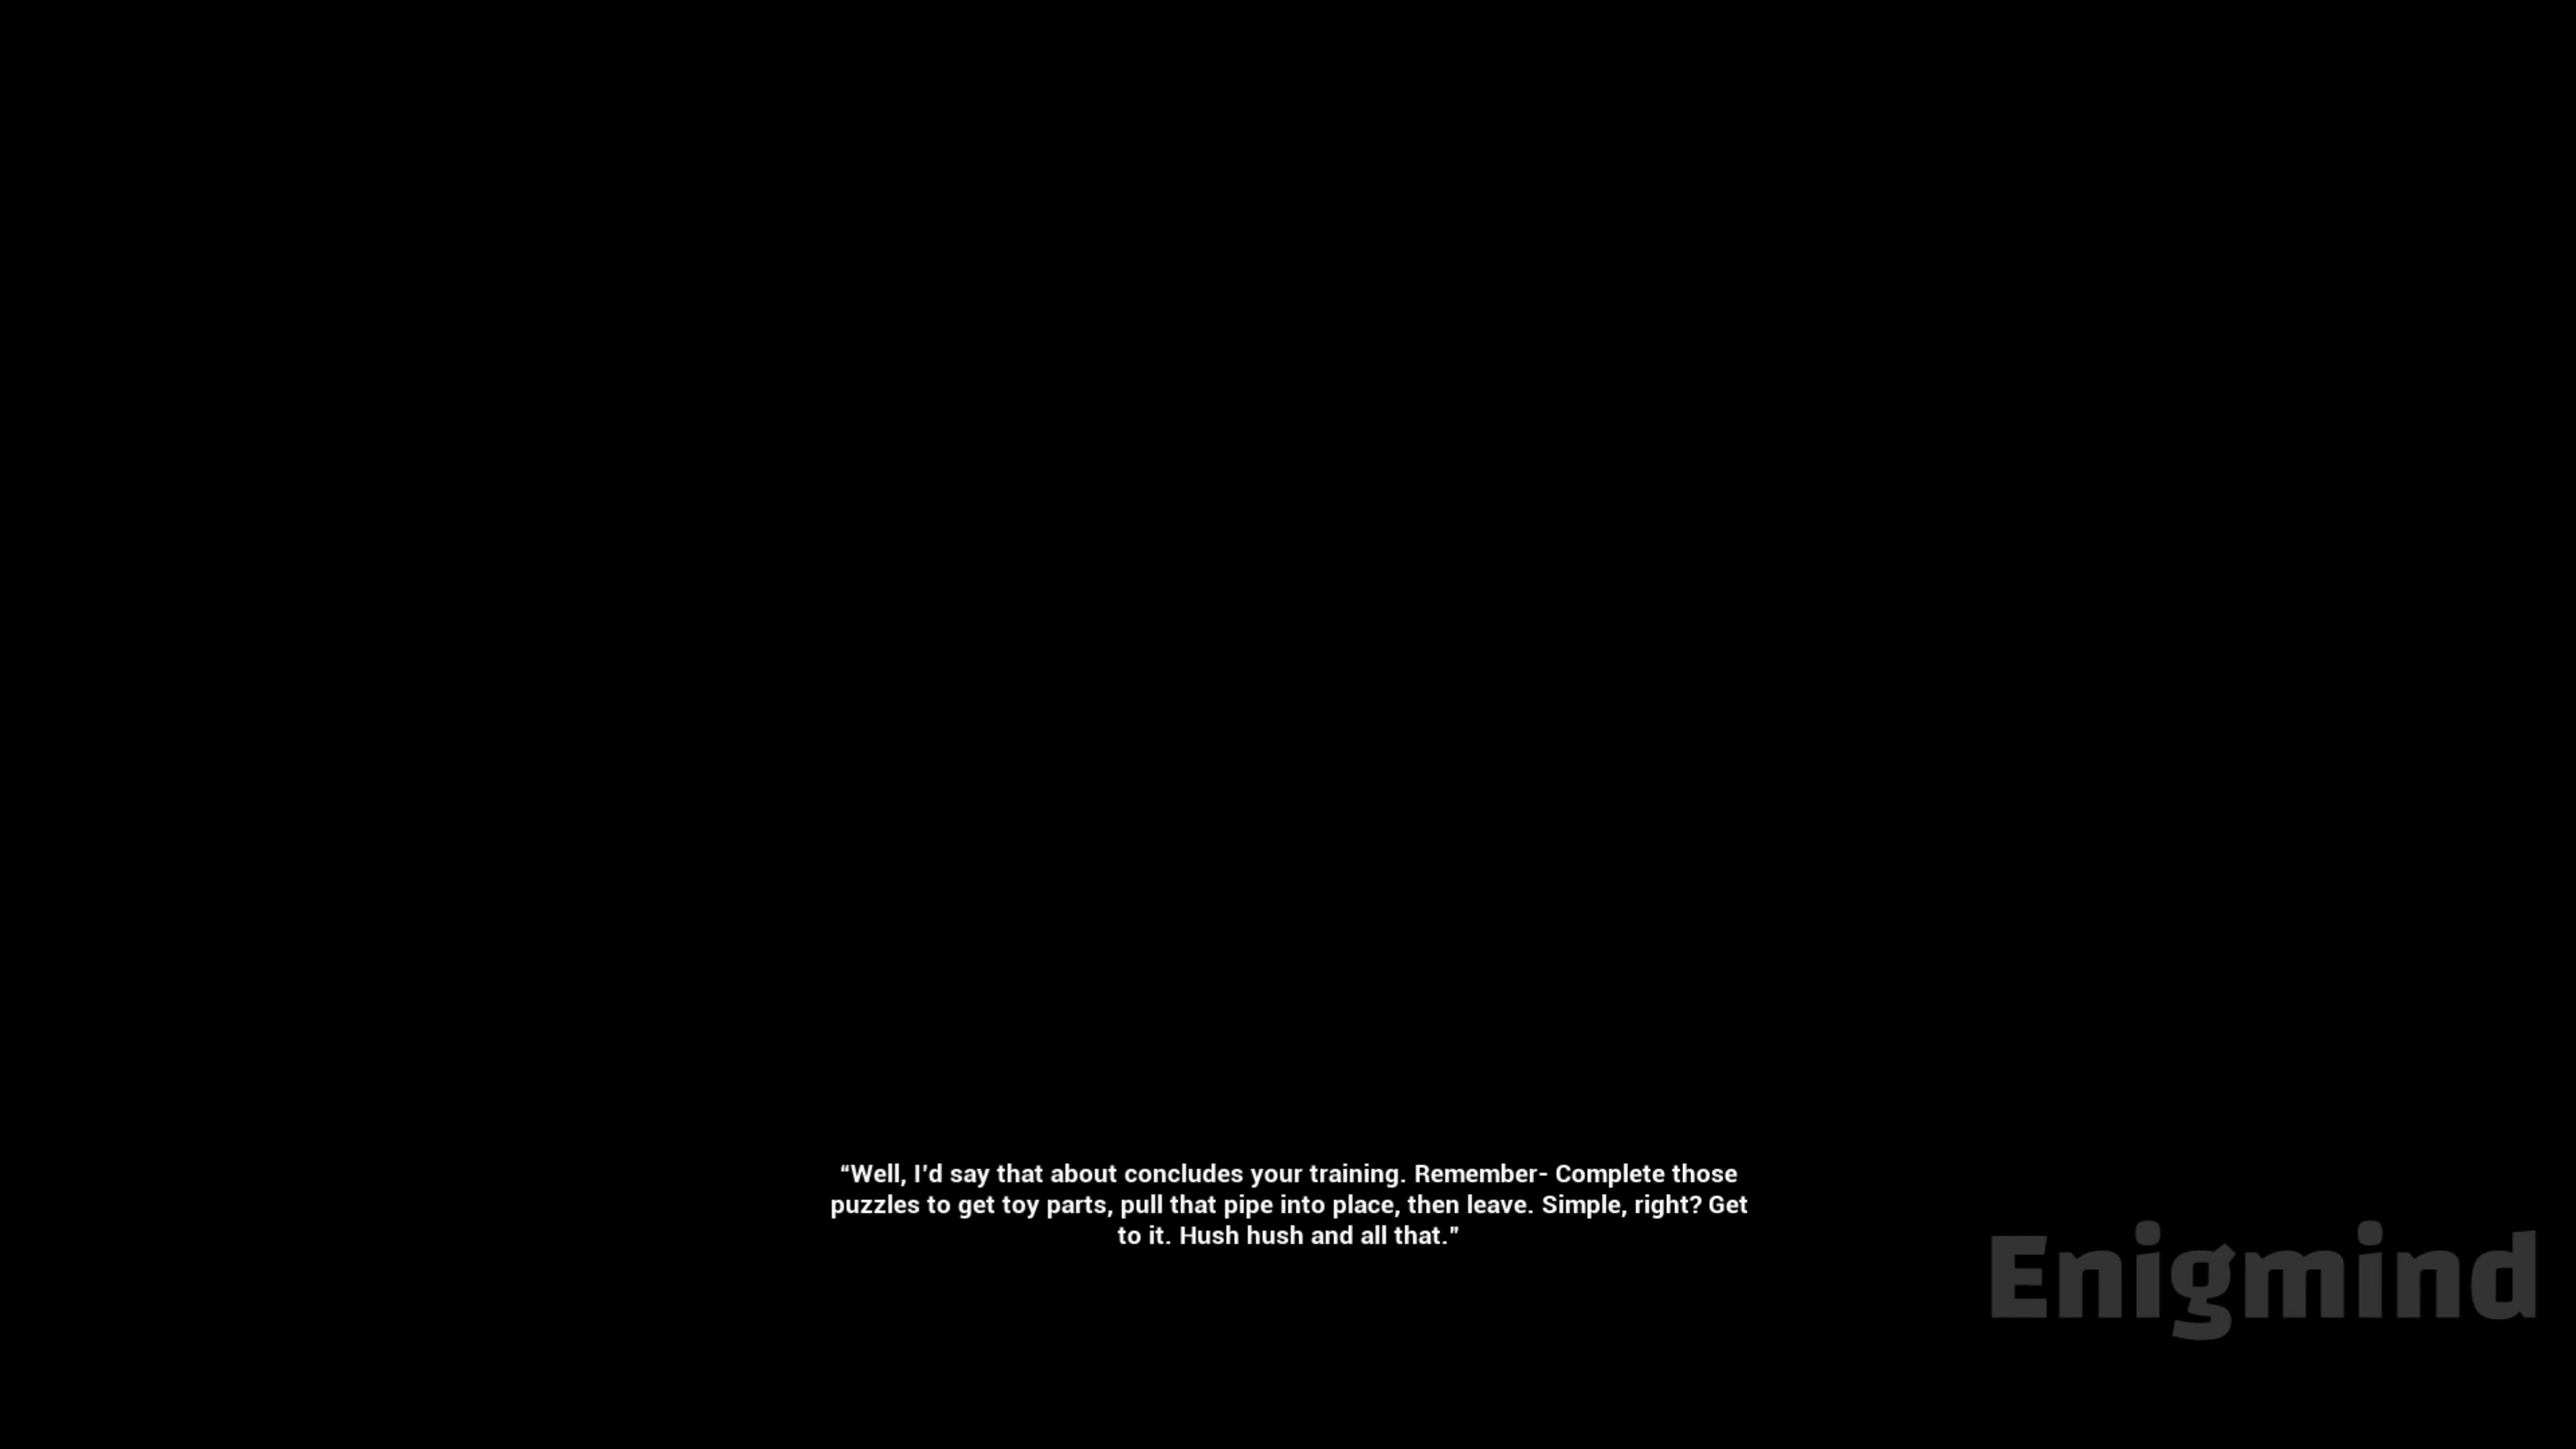 “Well, I’d say that about concludes your training. Remember- Complete those
puzzles to get toy parts, pull that pipe into place, then leave. Simple, right? Get
to it. Hush hush and all that.”
Enigmind